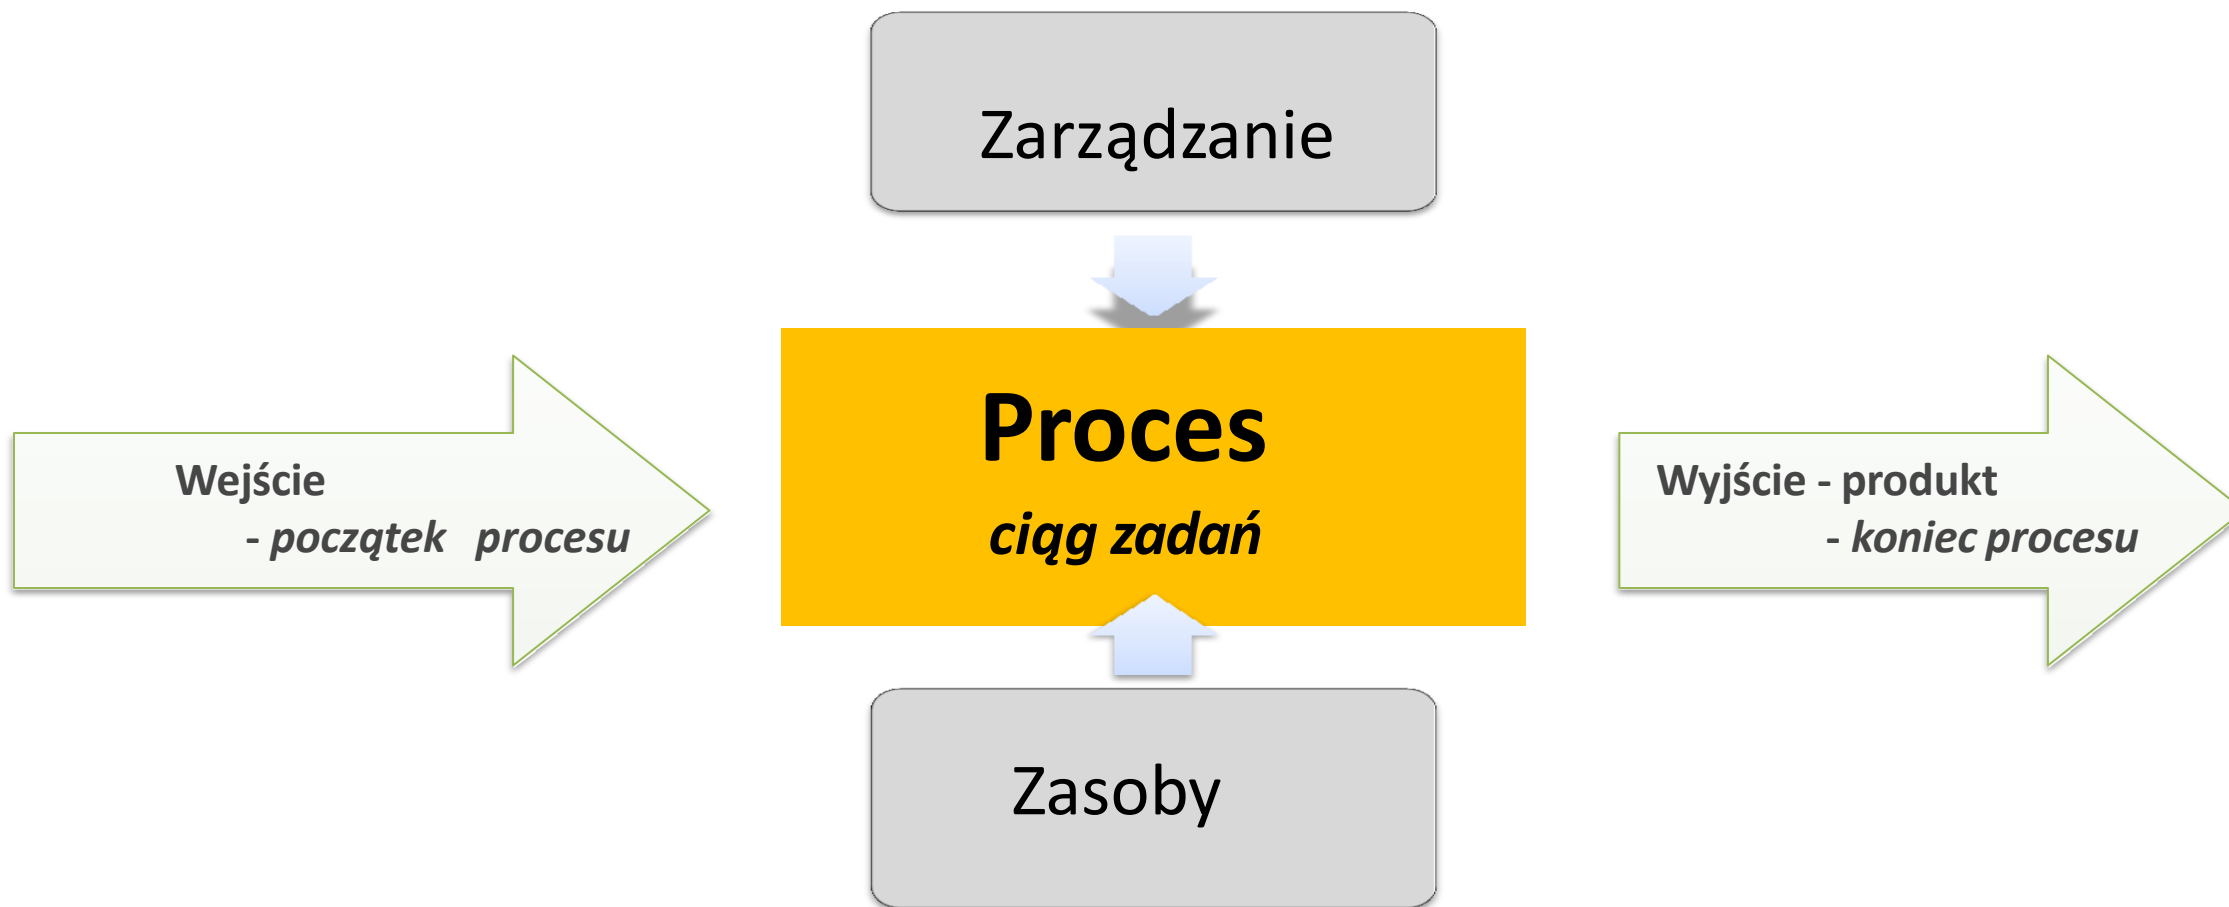 Zarządzanie
Proces
ciąg zadań
Wejście
- początek procesu
Wyjście - produkt
- koniec procesu
Zasoby